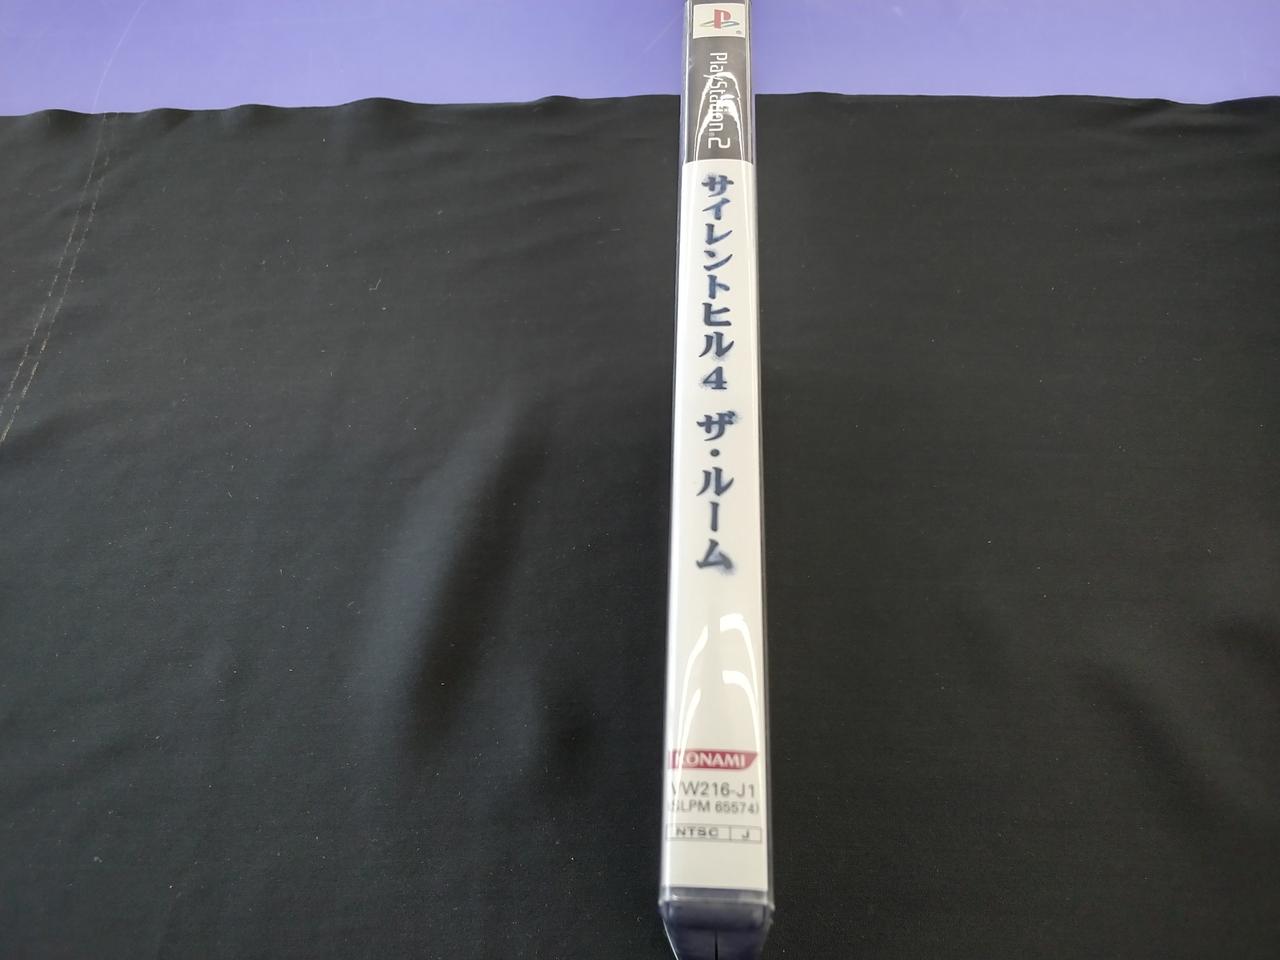 PlayStation®2
サイレントヒル4 ザ・ルーム
KONAMI
VW216-J1
(SLPM 65574)
NTSC J